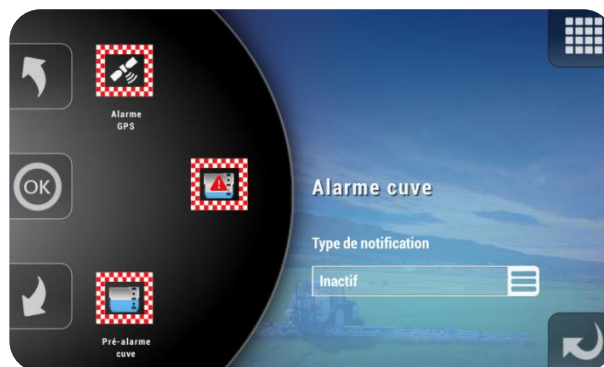 Alarme
GPS
OK
Alarme cuve
Type de notification
Inactif
Pré-alarme
cuve